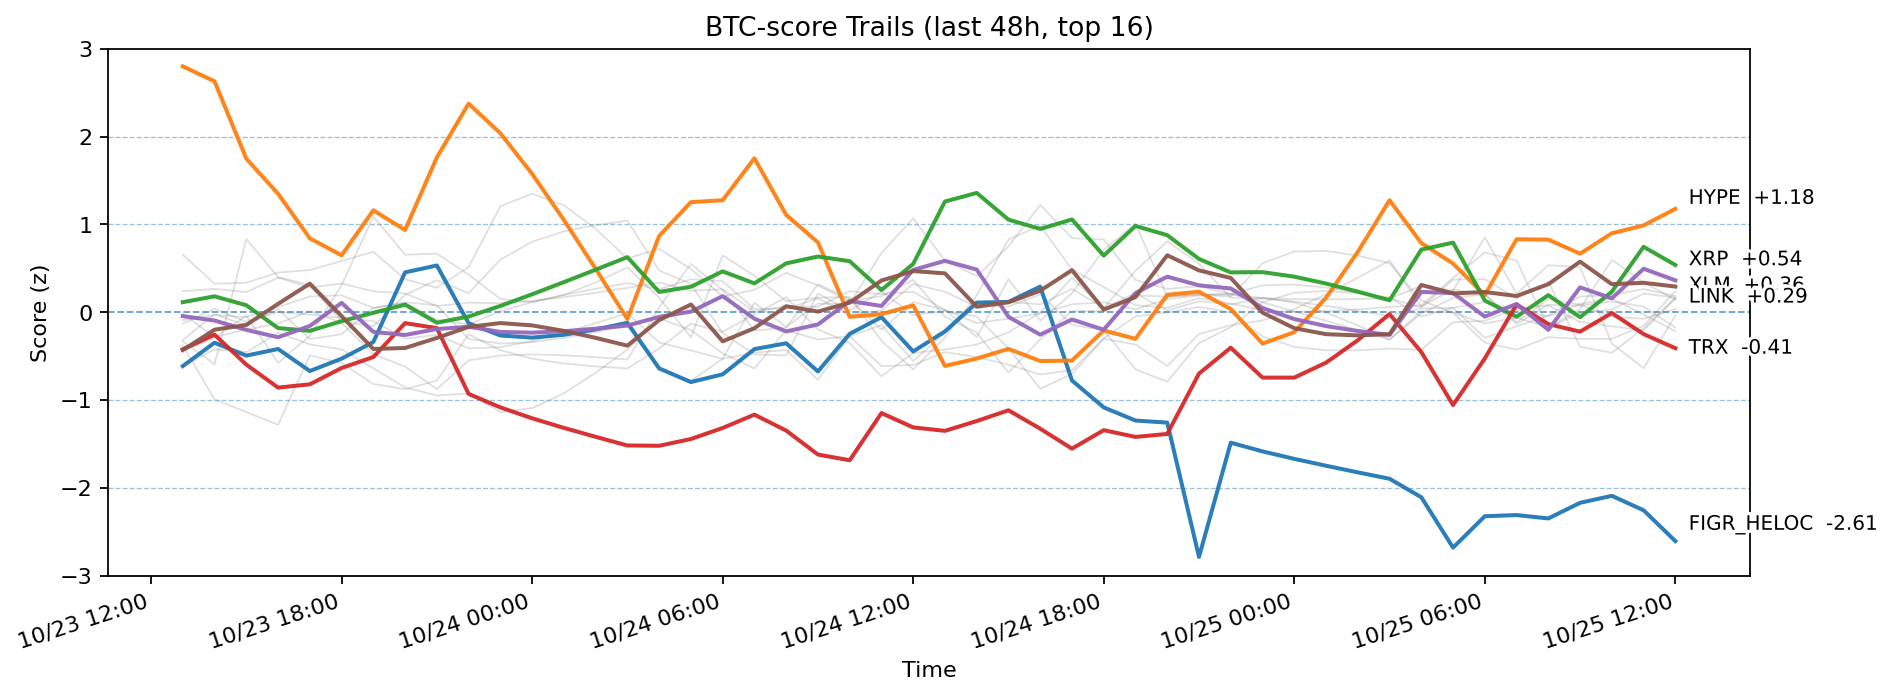 BTC-score Trails (last 48h, top 16)
Score (z)
3
2
1
0
−1
−2
−3
HYPE +1.18
XRP +0.54
XLM +0.36
LINK +0.29
TRX -0.41
FIGR_HELOC -2.61
10/23 12:00
10/23 18:00
10/24 00:00
10/24 06:00
10/24 12:00
10/24 18:00
10/25 00:00
10/25 06:00
10/25 12:00
Time